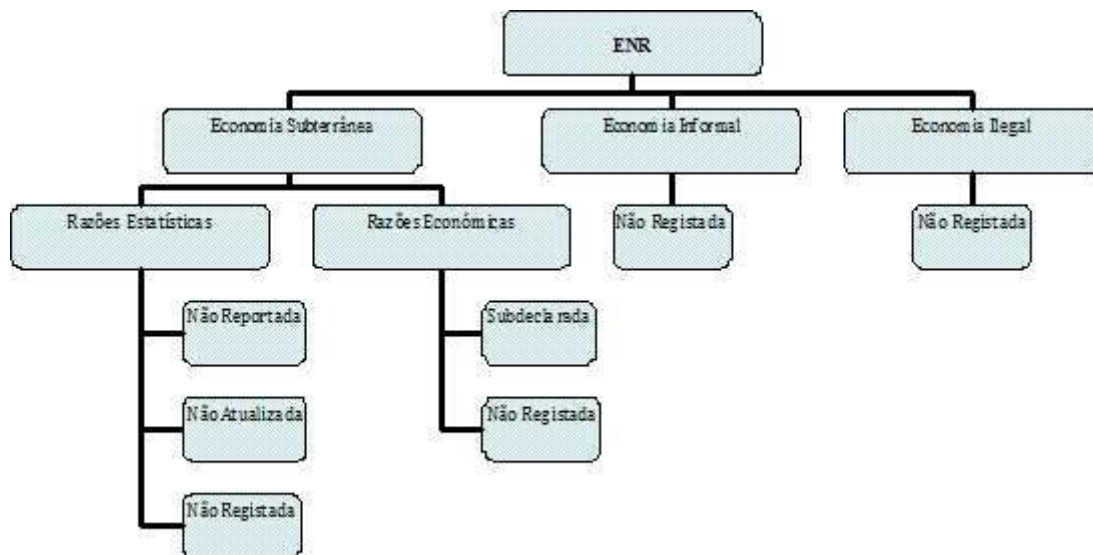 ENR
Economia Subterrânea
Economia Informal
Economia Ilegal
Razões Estatísticas
Razões Económicas
Não Registada
Não Registada
Não Reportada
Subdeclarada
Não Atualizada
Não Registada
Não Registada